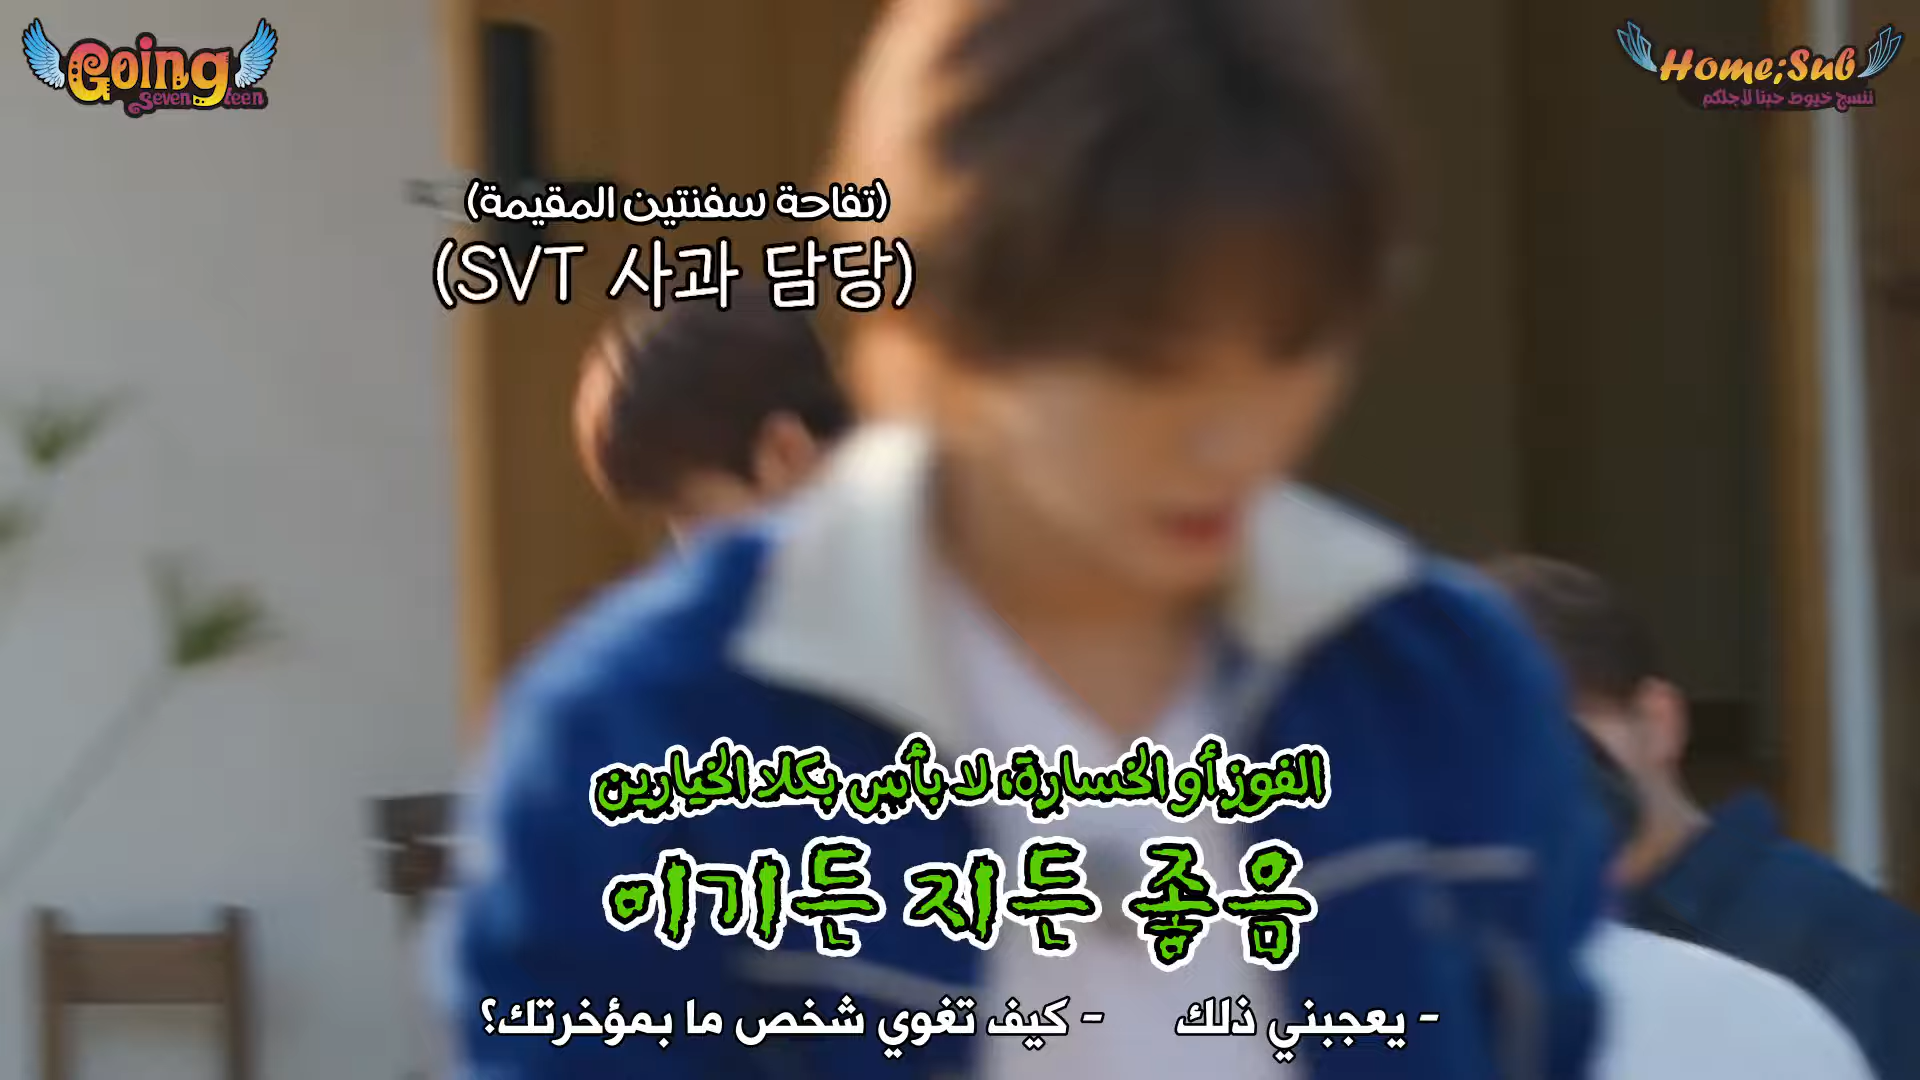 Going
Seventeen
Home;Sub
ننسج خيوط حبنا لأجلكم
(تفاحة سفنتين المقيمة)
(SVT 사과 담당)
الفوز أو الخسارة، لا بأس بكلا الخيارين
이기든 지든 좋음
- يعجبني ذلك - كيف تغوي شخص ما بمؤخرتك؟